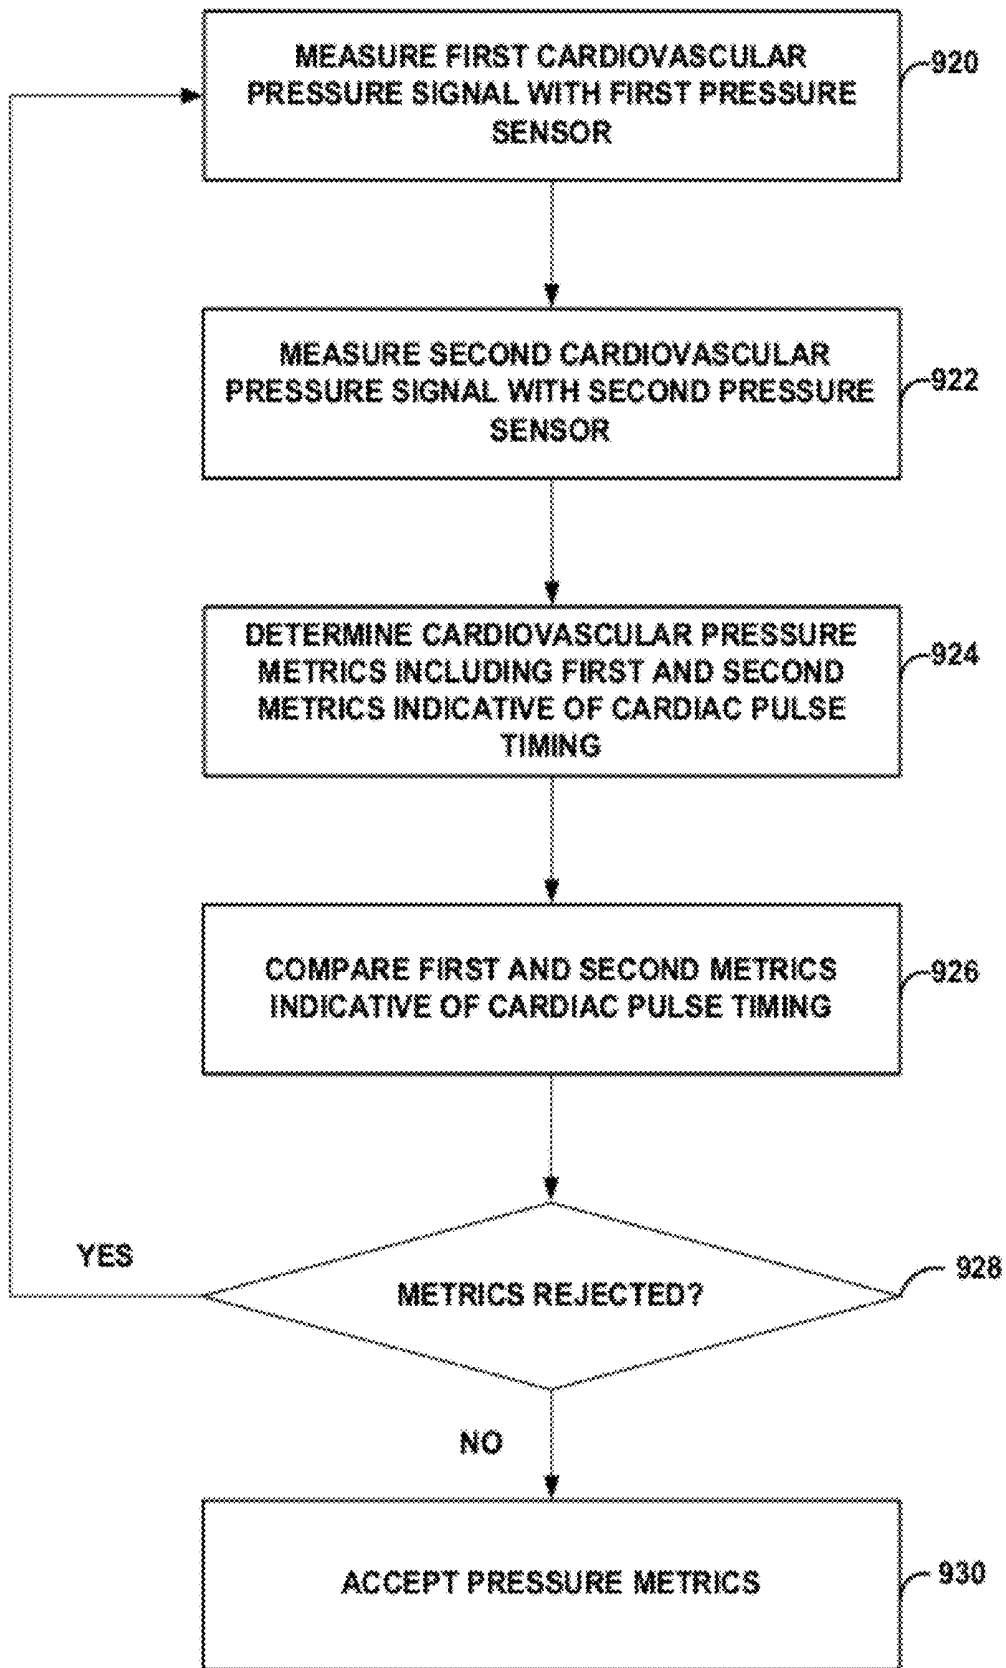 MEASURE FIRST CARDIOVASCULAR
PRESSURE SIGNAL WITH FIRST PRESSURE
SENSOR
920
MEASURE SECOND CARDIOVASCULAR
PRESSURE SIGNAL WITH SECOND PRESSURE
SENSOR
922
DETERMINE CARDIOVASCULAR PRESSURE
METRICS INCLUDING FIRST AND SECOND
METRICS INDICATIVE OF CARDIAC PULSE
TIMING
924
COMPARE FIRST AND SECOND METRICS
INDICATIVE OF CARDIAC PULSE TIMING
926
YES
METRICS REJECTED?
928
NO
ACCEPT PRESSURE METRICS
930